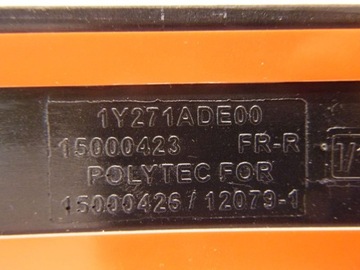 1Y271ADE00
15000423 FR-R
POLYTEC FOR
15000426/12079-1